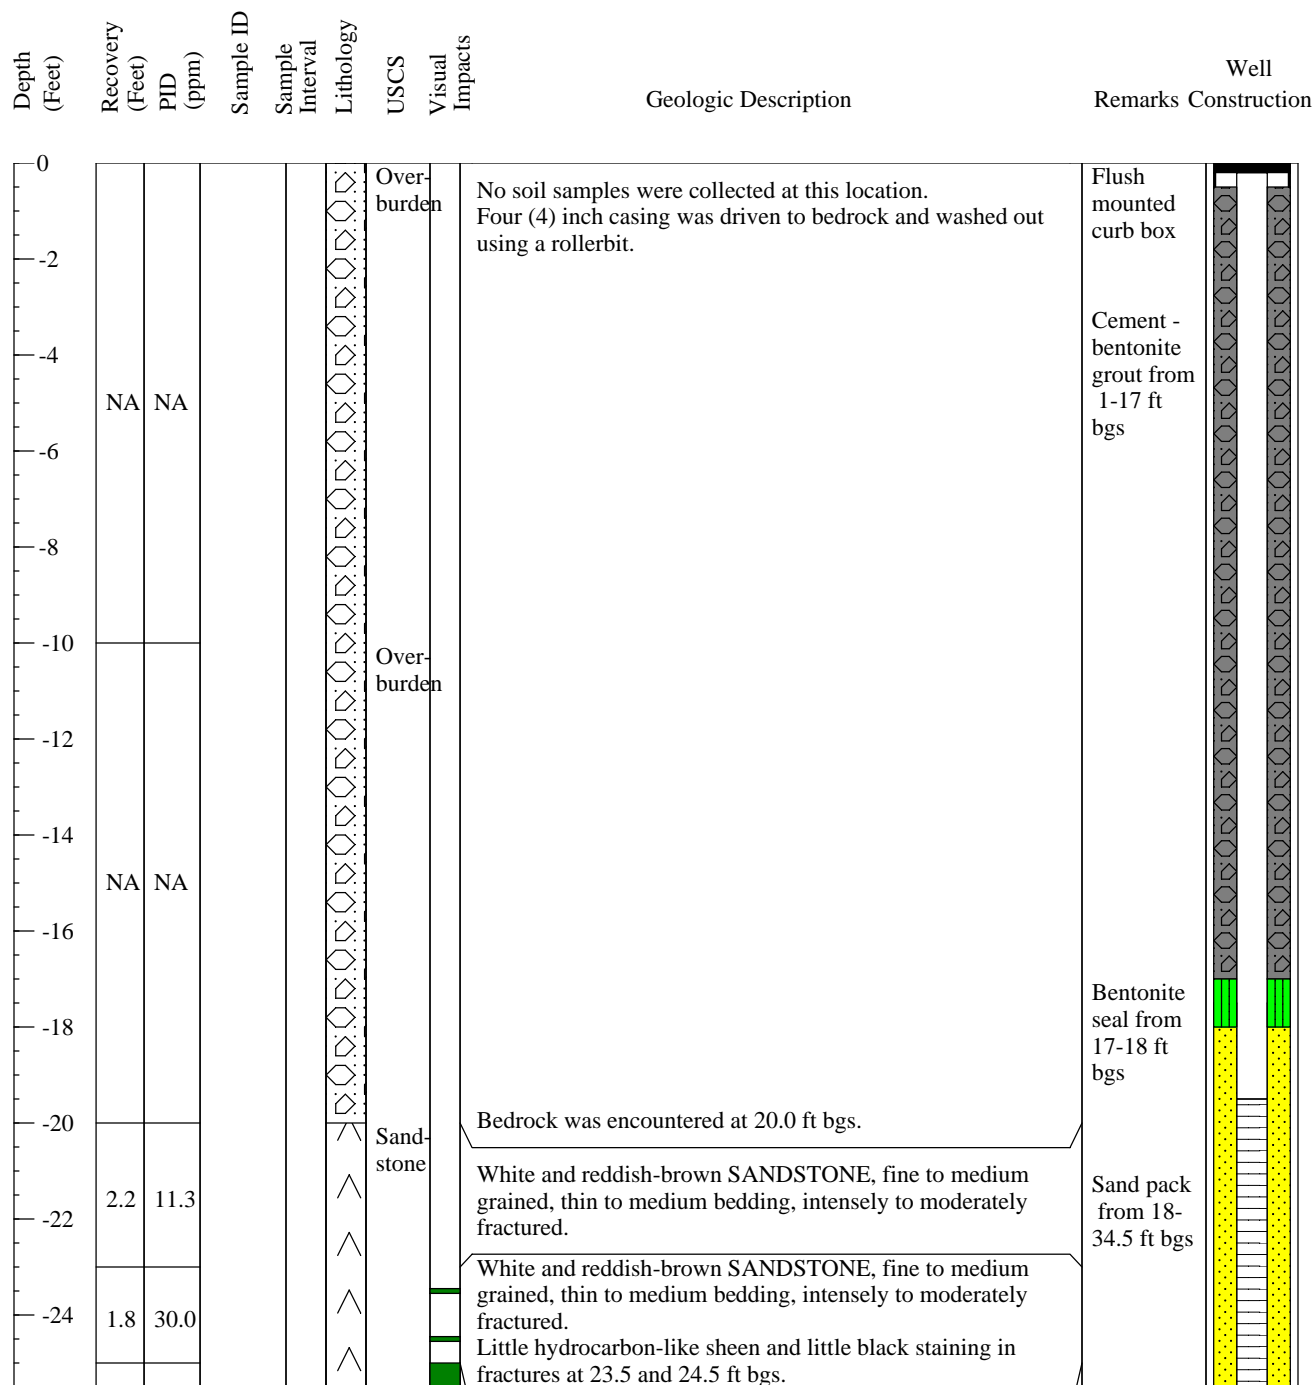 Depth
(Feet)
Recovery
(Feet)
PID
(ppm)
Sample ID
Sample
Interval
Lithology
USCS
Visual
Impacts
Geologic Description
Remarks
Well
Construction
0
-2
-4
-6
-8
-10
-12
-14
-16
-18
-20
-22
-24
NA NA
NA NA
2.2 11.3
1.8 30.0
Over-
burden
Over-
burden
Sand-
stone
No soil samples were collected at this location.
Four (4) inch casing was driven to bedrock and washed out
using a rollerbit.
Bedrock was encountered at 20.0 ft bgs.
White and reddish-brown SANDSTONE, fine to medium
grained, thin to medium bedding, intensely to moderately
fractured.
White and reddish-brown SANDSTONE, fine to medium
grained, thin to medium bedding, intensely to moderately
fractured.
Little hydrocarbon-like sheen and little black staining in
fractures at 23.5 and 24.5 ft bgs.
Flush
mounted
curb box
Cement -
bentonite
grout from
1-17 ft
bgs
Bentonite
seal from
17-18 ft
bgs
Sand pack
from 18-
34.5 ft bgs